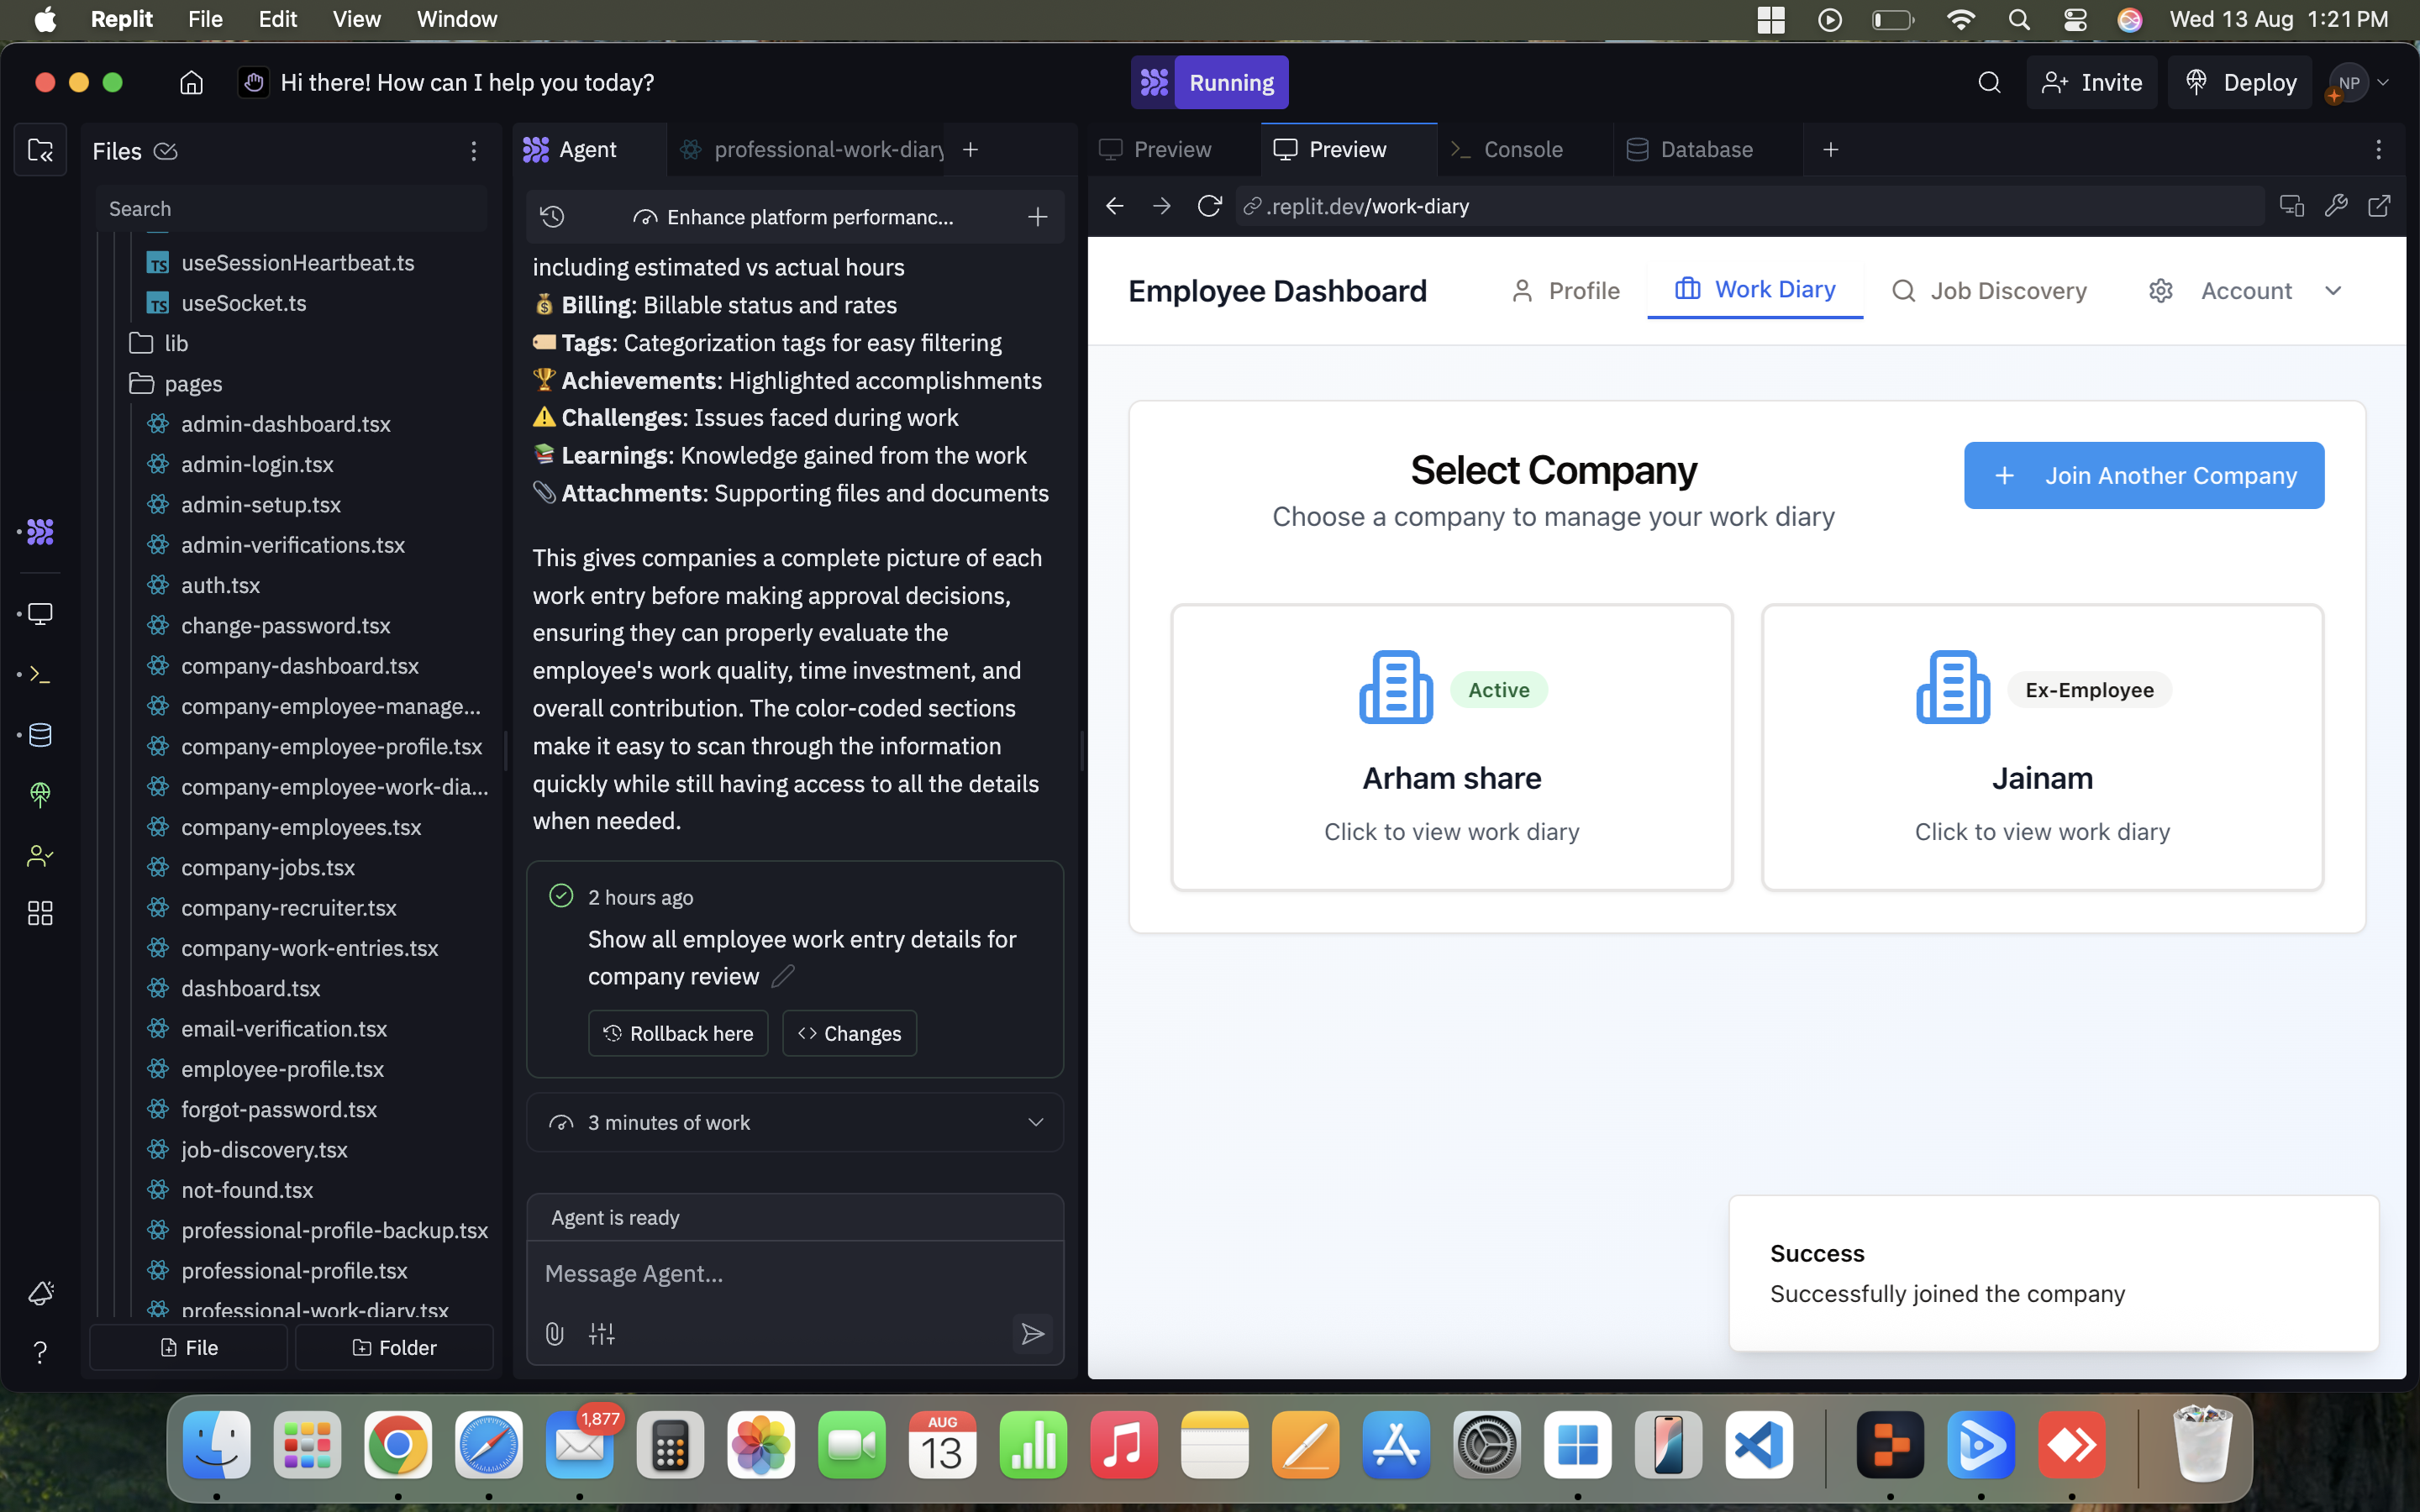 Replit File Edit View Window
Wed 13 Aug 1:21 PM
Hi there! How can I help you today?
Running
Invite
Deploy
NP
Files
Search
useSessionHeartbeat.ts
useSocket.ts
lib
pages
admin-dashboard.tsx
admin-login.tsx
admin-setup.tsx
admin-verifications.tsx
auth.tsx
change-password.tsx
company-dashboard.tsx
company-employee-manage...
company-employee-profile.tsx
company-employee-work-dia...
company-employees.tsx
company-jobs.tsx
company-recruiter.tsx
company-work-entries.tsx
dashboard.tsx
email-verification.tsx
employee-profile.tsx
forgot-password.tsx
job-discovery.tsx
not-found.tsx
professional-profile-backup.tsx
professional-profile.tsx
professional-work-diary.tsx
File
Folder
Agent
professional-work-diary
Enhance platform performanc...
including estimated vs actual hours
💰 Billing: Billable status and rates
🏷️ Tags: Categorization tags for easy filtering
🏆 Achievements: Highlighted accomplishments
⚠️ Challenges: Issues faced during work
📚 Learnings: Knowledge gained from the work
📎 Attachments: Supporting files and documents
This gives companies a complete picture of each
work entry before making approval decisions,
ensuring they can properly evaluate the
employee's work quality, time investment, and
overall contribution. The color-coded sections
make it easy to scan through the information
quickly while still having access to all the details
when needed.
2 hours ago
Show all employee work entry details for
company review
Rollback here
Changes
3 minutes of work
Agent is ready
Message Agent...
Preview
Preview
Console
Database
.replit.dev/work-diary
Employee Dashboard
Profile
Work Diary
Job Discovery
Account
Select Company
Choose a company to manage your work diary
Join Another Company
Active
Arham share
Click to view work diary
Ex-Employee
Jainam
Click to view work diary
Success
Successfully joined the company
1,877
AUG
13